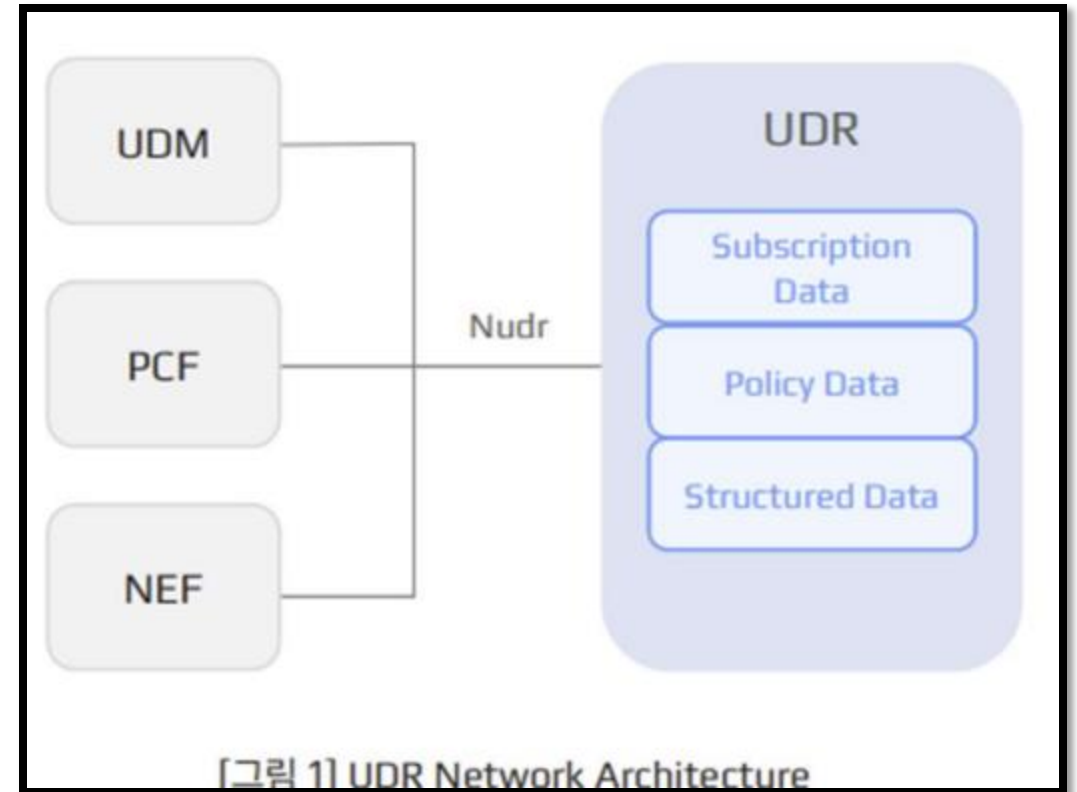 UDM
PCF
NEF
Nudr
UDR
Subscription
Data
Policy Data
Structured Data
[그림 1] UDR Network Architecture